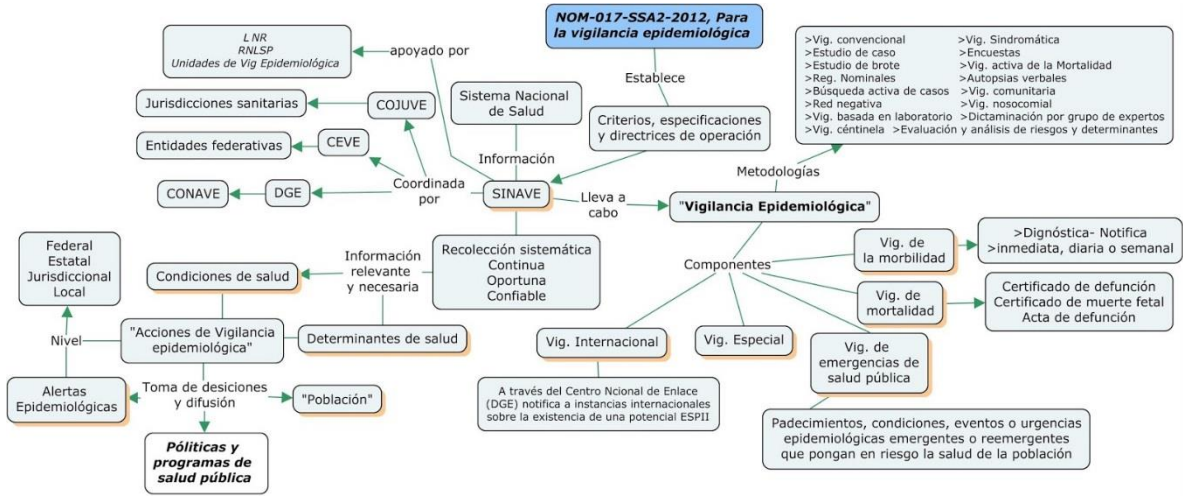 NOM-017-SSA2-2012, Para
la vigilancia epidemiológica
Establece
Criterios, especificaciones
y directrices de operación
LNR
RNLSP
Unidades de Vig Epidemiológica
apoyado por
Sistema Nacional
de Salud
Información
Jurisdicciones sanitarias
COJUVE
Entidades federativas
CEVE
CONAVE
DGE
Coordinada
por
SINAVE
Lleva a
cabo
"Vigilancia Epidemiológica"
Metodologías
>Vig. convencional
>Estudio de caso
>Estudio de brote
>Reg. Nominales
>Búsqueda activa de casos
>Red negativa
>Vig. basada en laboratorio
>Vig. céntinela
>Vig. Sindromática
>Encuestas
>Vig. activa de la Mortalidad
>Autopsias verbales
>Vig. comunitaria
>Vig. nosocomial
>Dictaminación por grupo de expertos
>Evaluación y análisis de riesgos y determinantes
Componentes
Vig. de
la morbilidad
>Dignóstica- Notifica
>inmediata, diaria o semanal
Vig. de
mortalidad
Certificado de defunción
Certificado de muerte fetal
Acta de defunción
Vig. de
emergencias de
salud pública
Padecimientos, condiciones, eventos o urgencias
epidemiológicas emergentes o reemergentes
que pongan en riesgo la salud de la población
Vig. Especial
Vig. Internacional
A través del Centro Ncional de Enlace
(DGE) notifica a instancias internacionales
sobre la existencia de una potencial ESPII
Recolección sistemática
Continua
Oportuna
Confiable
Información
relevante
y necesaria
Condiciones de salud
Determinantes de salud
"Acciones de Vigilancia
epidemiológica"
Nivel
Federal
Estatal
Jurisdiccional
Local
Alertas
Epidemiológicas
Toma de desiciones
y difusión
"Población"
Póliticas y
programas de
salud pública